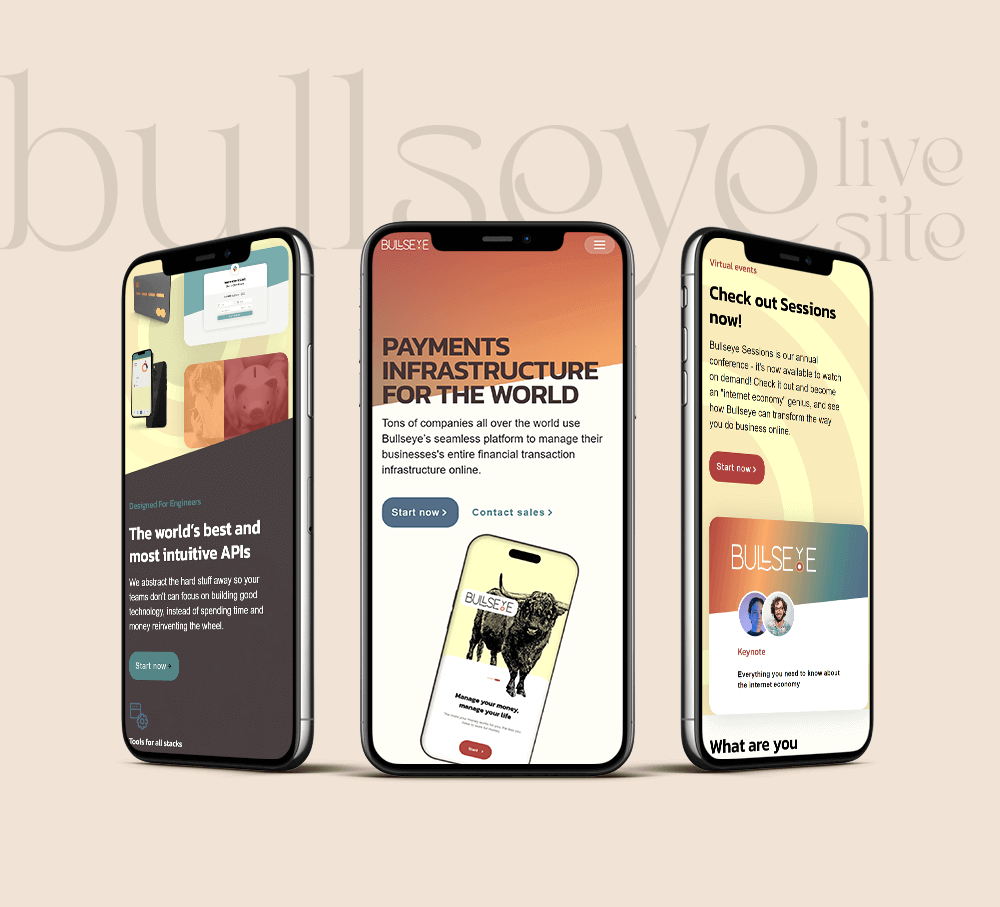 bullseye
live
site
Designed For Engineers
The world's best and
most intuitive APIs
We abstract the hard stuff away so your
teams don't can focus on building good
technology, instead of spending time and
money reinventing the wheel.
Start now
Tools for all stacks
BULLSEYE
PAYMENTS
INFRASTRUCTURE
FOR THE WORLD
Tons of companies all over the world use
Bullseye's seamless platform to manage their
businesses's entire financial transaction
infrastructure online.
Start now
Contact sales
BULLSEYE
Manage your money,
manage your life
Start
Virtual events
Check out Sessions
now!
Bullseye Sessions is our annual
conference - it's now available to watch
on demand! Check it out and become
an "internet economy" genius, and see
how Bullseye can transform the way
you do business online.
Start now
BULLSEYE
Keynote
Everything you need to know about
the internet economy
What are you